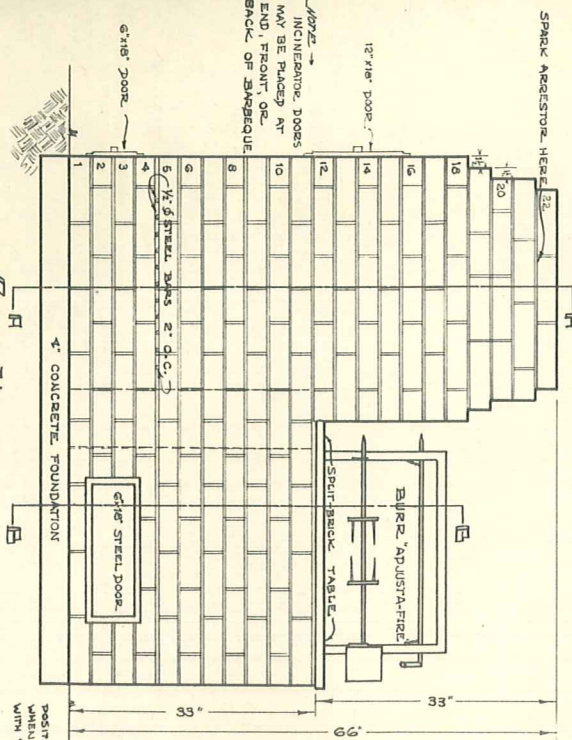 SPARK ARRESTOR HERE
22
20
18
16
14
12
10
8
6
5
4
3
2
1
12"x18" DOOR
NOTE →
INCINERATOR DOORS
MAY BE PLACED AT
END, FRONT, OR
BACK OF BARBEQUE
6"x18" DOOR
½" Ø STEEL BARS 2" O.C.
BURR "ADJUSTA-FIRE"
SPLIT-BRICK TABLE
6"x18" STEEL DOOR
4" CONCRETE FOUNDATION
33"
33"
66"
POSIT
WHEN
WITH